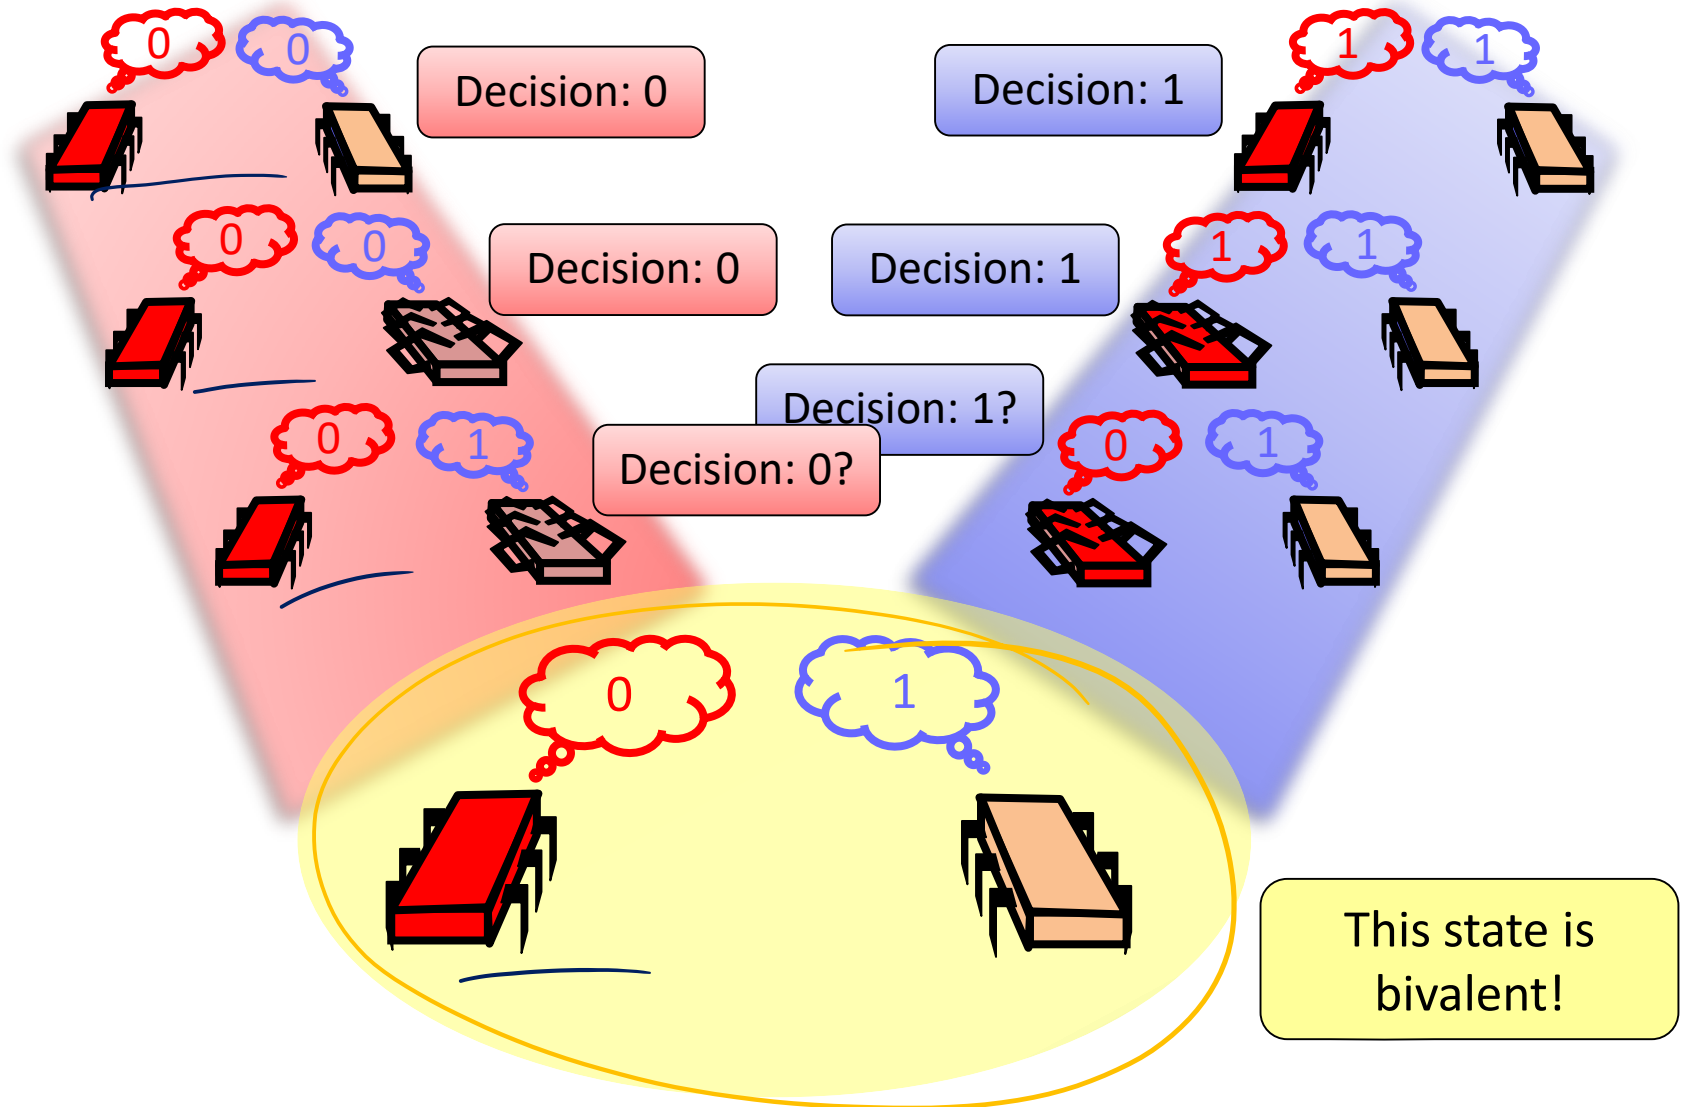 0 0 Decision: 0 Decision: 1 1 1
0 0 Decision: 0 Decision: 1 1 1
Decision: 1?
0 1 Decision: 0? 0 1
0 1
This state is
bivalent!